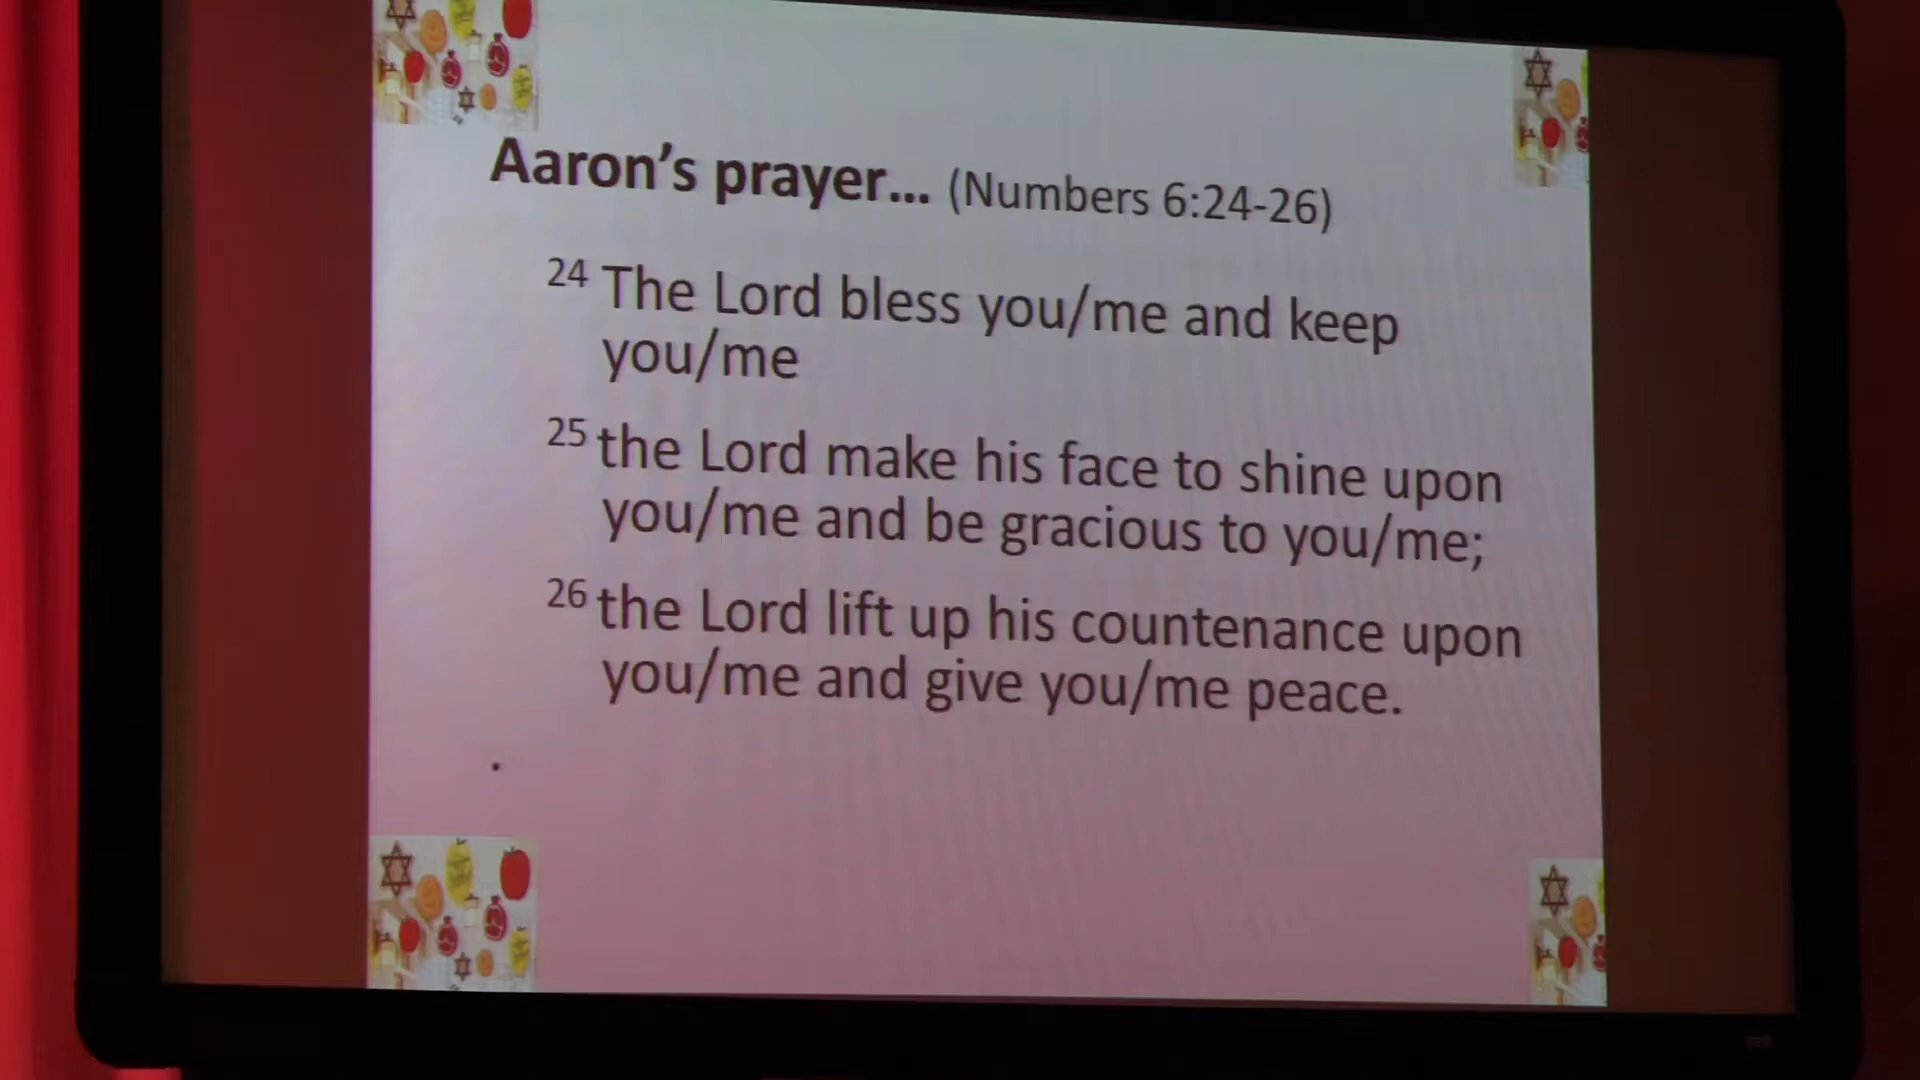 Aaron's prayer... (Numbers 6:24-26)
24 The Lord bless you/me and keep
you/me
25 the Lord make his face to shine upon
you/me and be gracious to you/me;
26 the Lord lift up his countenance upon
you/me and give you/me peace.
.